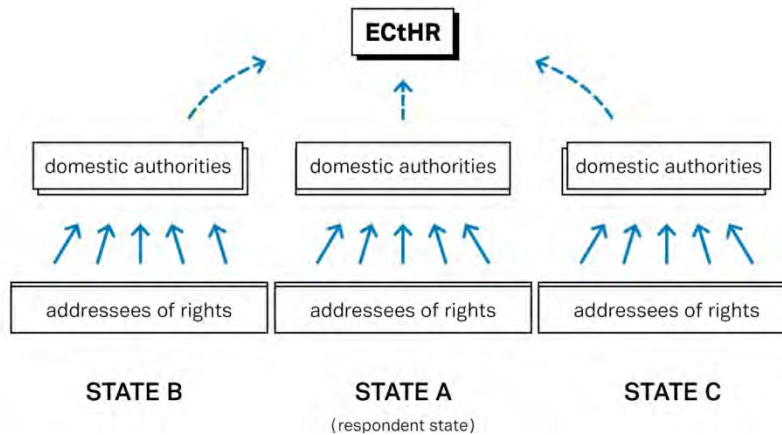 ECtHR
domestic authorities
domestic authorities
domestic authorities
addressees of rights
addressees of rights
addressees of rights
STATE B
STATE A
STATE C
(respondent state)